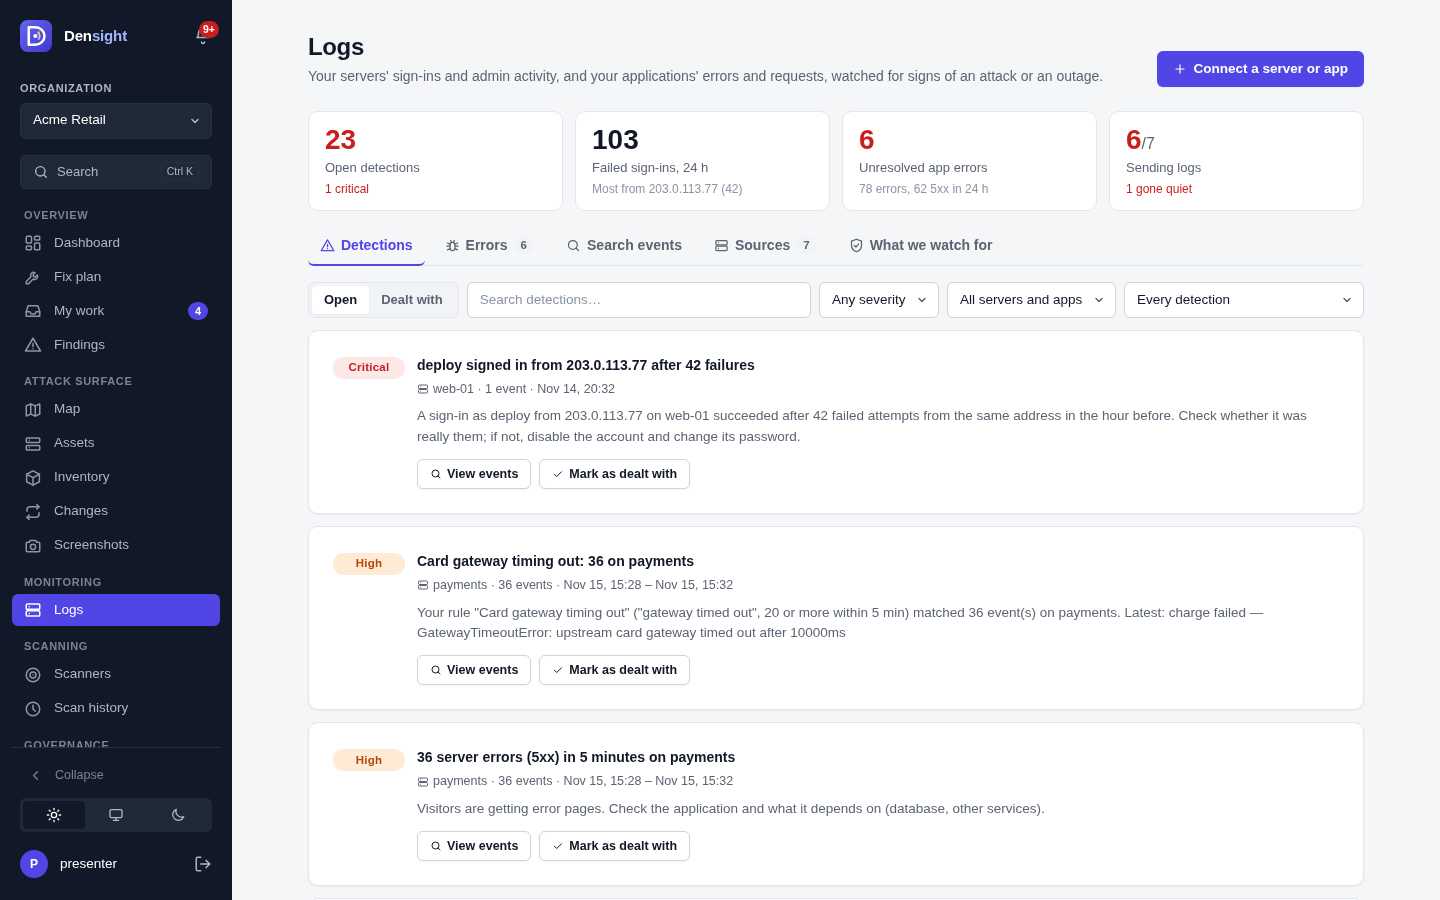 Densight
9+
ORGANIZATION
Acme Retail
Search
Ctrl K
OVERVIEW
Dashboard
Fix plan
My work
4
Findings
ATTACK SURFACE
Map
Assets
Inventory
Changes
Screenshots
MONITORING
Logs
SCANNING
Scanners
Scan history
GOVERNANCE
Collapse
P
presenter
Logs
Your servers' sign-ins and admin activity, and your applications' errors and requests, watched for signs of an attack or an outage.
Connect a server or app
23
Open detections
1 critical
103
Failed sign-ins, 24 h
Most from 203.0.113.77 (42)
6
Unresolved app errors
78 errors, 62 5xx in 24 h
6/7
Sending logs
1 gone quiet
Detections
Errors 6
Search events
Sources 7
What we watch for
Open
Dealt with
Search detections…
Any severity
All servers and apps
Every detection
Critical
deploy signed in from 203.0.113.77 after 42 failures
web-01 · 1 event · Nov 14, 20:32
A sign-in as deploy from 203.0.113.77 on web-01 succeeded after 42 failed attempts from the same address in the hour before. Check whether it was
really them; if not, disable the account and change its password.
View events
Mark as dealt with
High
Card gateway timing out: 36 on payments
payments · 36 events · Nov 15, 15:28 – Nov 15, 15:32
Your rule "Card gateway timing out" ("gateway timed out", 20 or more within 5 min) matched 36 event(s) on payments. Latest: charge failed —
GatewayTimeoutError: upstream card gateway timed out after 10000ms
View events
Mark as dealt with
High
36 server errors (5xx) in 5 minutes on payments
payments · 36 events · Nov 15, 15:28 – Nov 15, 15:32
Visitors are getting error pages. Check the application and what it depends on (database, other services).
View events
Mark as dealt with